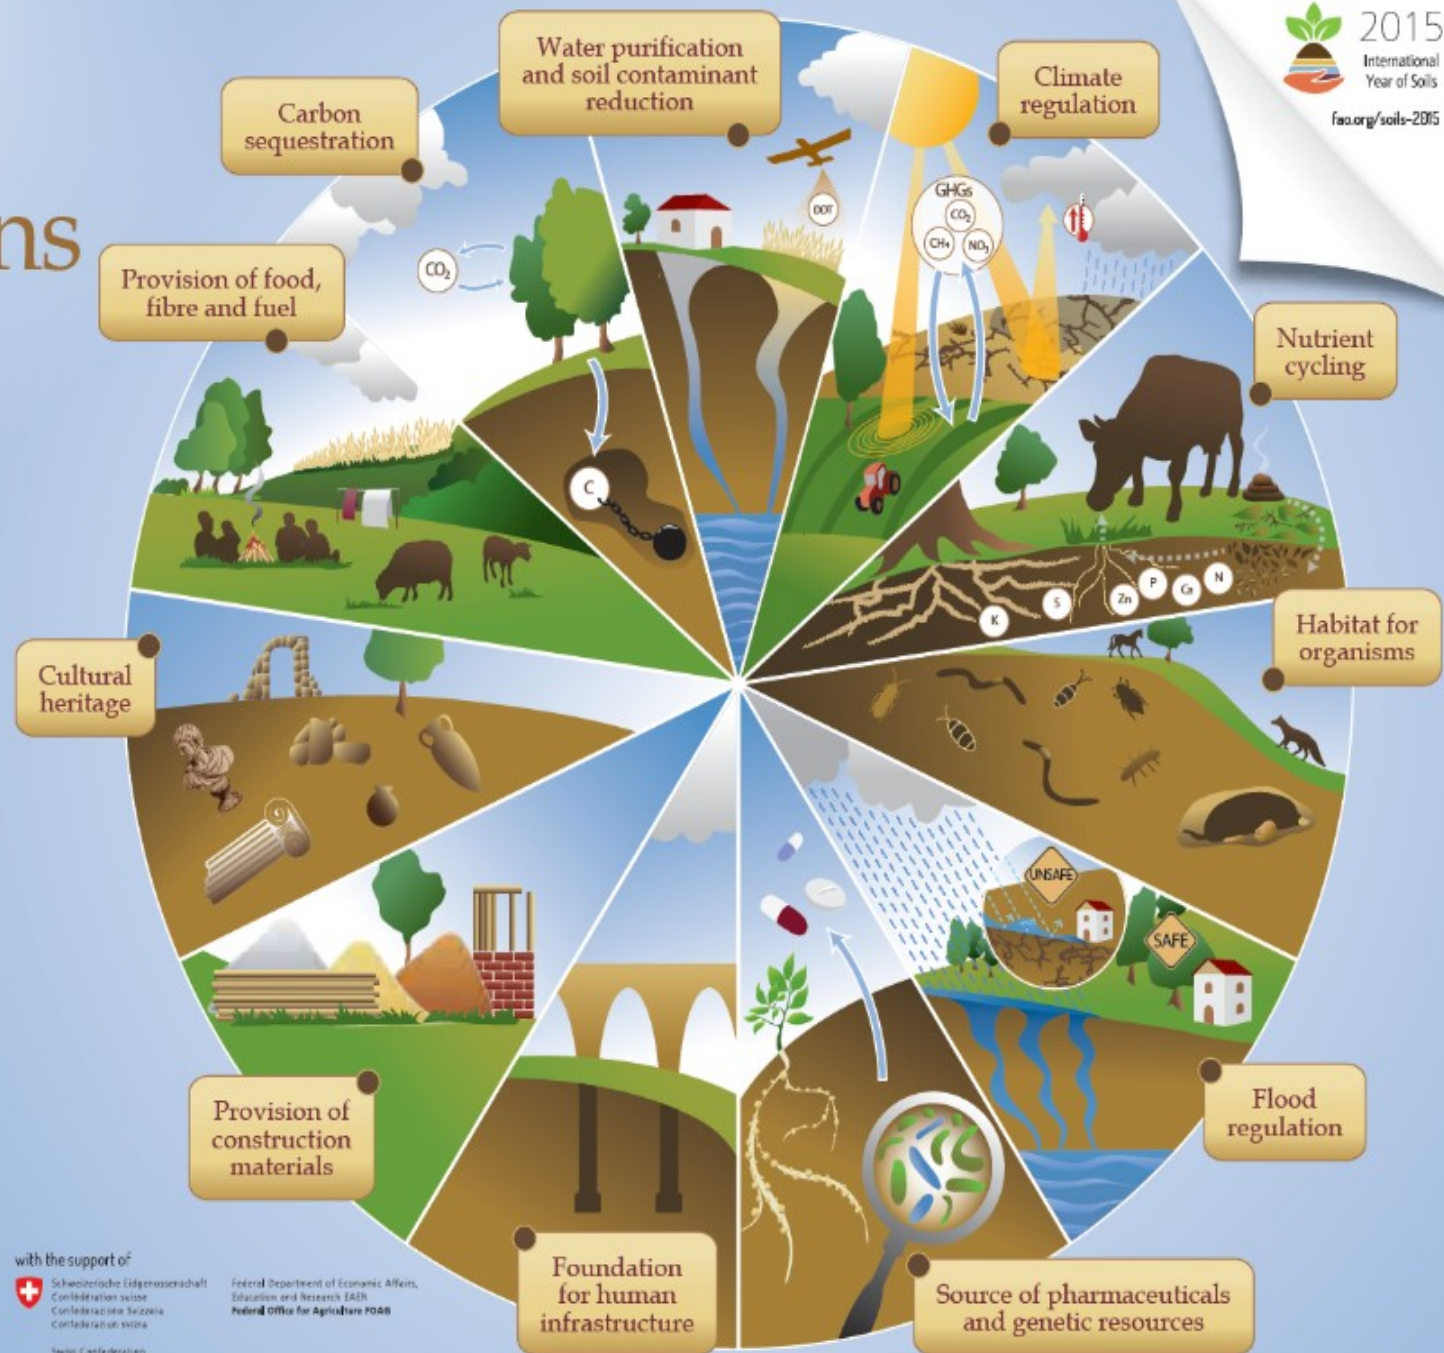 ns
2015
International
Year of Soils
fao.org/soils-2015
Water purification
and soil contaminant
reduction
Climate
regulation
Carbon
sequestration
Provision of food,
fibre and fuel
Nutrient
cycling
Habitat for
organisms
Cultural
heritage
Flood
regulation
Provision of
construction
materials
Foundation
for human
infrastructure
Source of pharmaceuticals
and genetic resources
CO₂
C
DDT
GHGs
CO₂
CH₄
NO₃
K
S
Zn
P
Ca
N
UNSAFE
SAFE
with the support of
Schweizerische Eidgenossenschaft
Confédération suisse
Confederazione Svizzera
Confederaziun svizra
Swiss Confederation
Federal Department of Economic Affairs,
Education and Research EAER
Federal Office for Agriculture FOAG